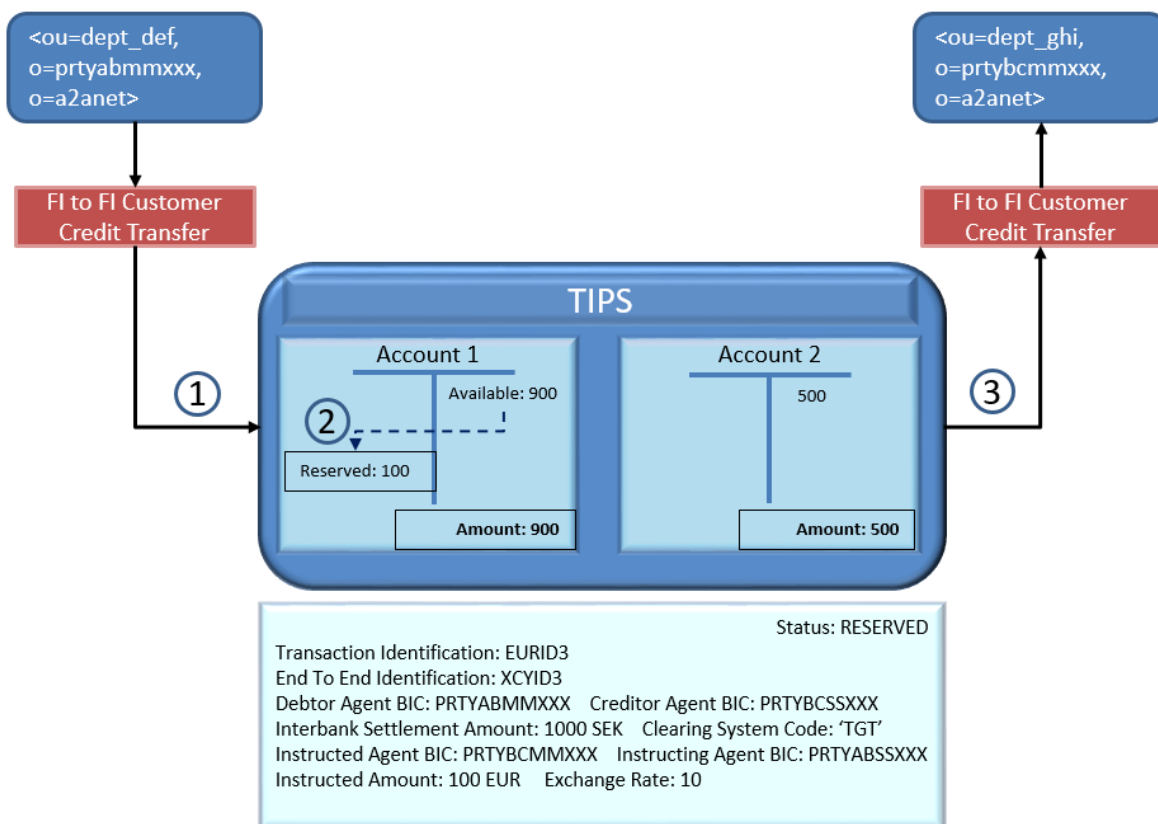 <ou=dept_def,
o=prtyabmmxxx,
o=a2anet>
<ou=dept_ghi,
o=prtybcmmxxx,
o=a2anet>
FI to FI Customer
Credit Transfer
FI to FI Customer
Credit Transfer
TIPS
1
Account 1
Available: 900
2
Reserved: 100
Amount: 900
Account 2
500
Amount: 500
3
Status: RESERVED
Transaction Identification: EURID3
End To End Identification: XCYID3
Debtor Agent BIC: PRTYABMMXXX Creditor Agent BIC: PRTYBCSSXXX
Interbank Settlement Amount: 1000 SEK Clearing System Code: ‘TGT’
Instructed Agent BIC: PRTYBCMMXXX Instructing Agent BIC: PRTYABSSXXX
Instructed Amount: 100 EUR Exchange Rate: 10